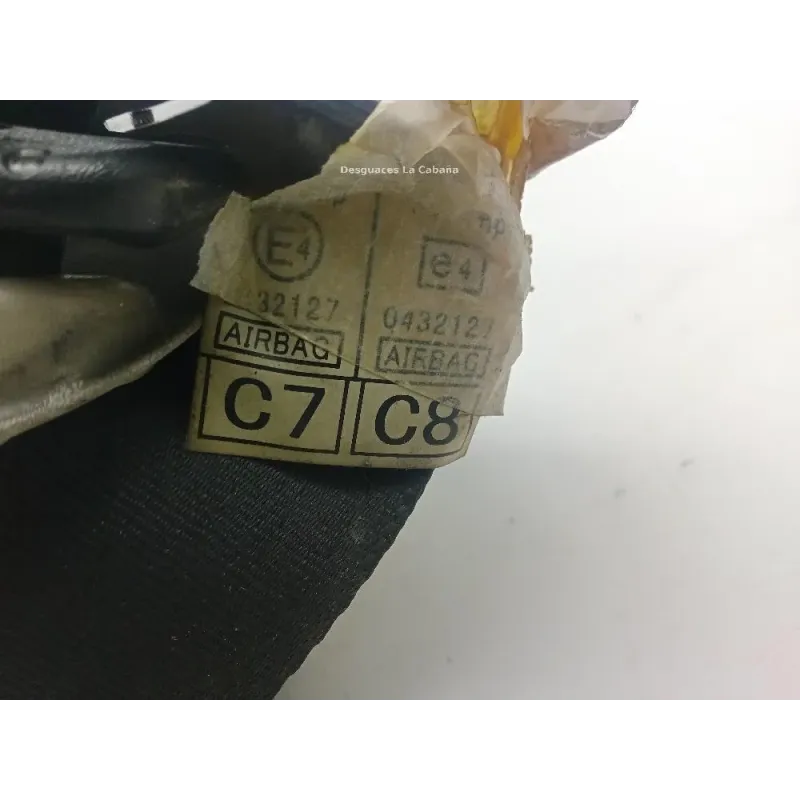 Desguaces La Cabaña
E4
e4
32127
0432127
AIRBAG
AIRBAG
C7
C8